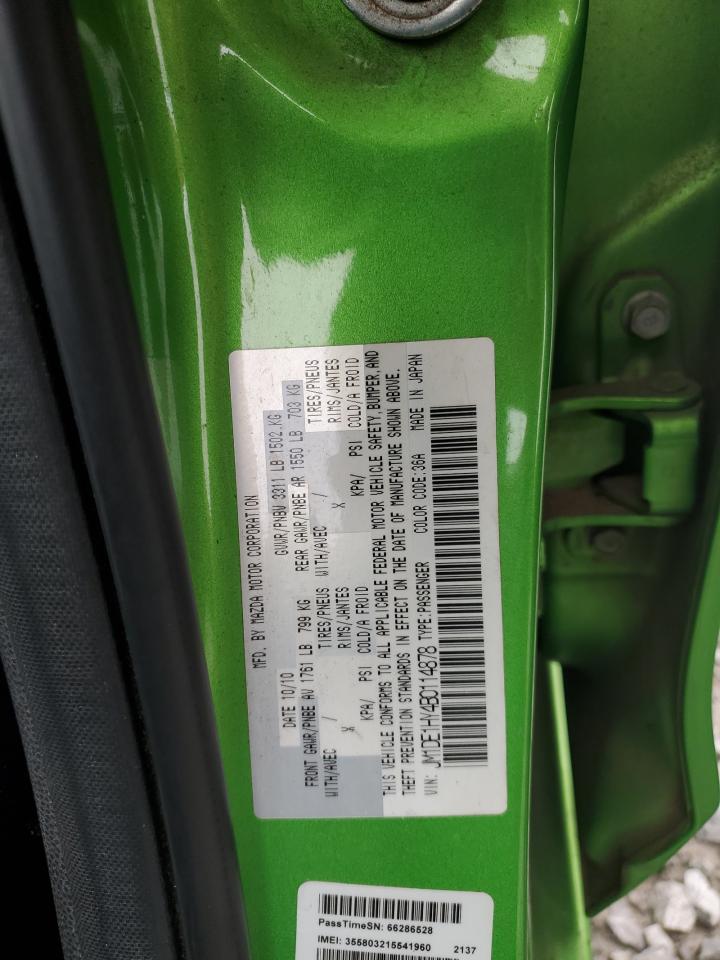 MFD. BY MAZDA MOTOR CORPORATION
DATE 10/10 GVWR/PNBV 3311 LB 1502 KG
FRONT GAWR/PNBE AV 1761 LB 799 KG REAR GAWR/PNBE AR 1550 LB 703 KG
WITH/AVEC / TIRES/PNEUS WITH/AVEC / TIRES/PNEUS
X RIMS/JANTES X RIMS/JANTES
KPA/ PSI COLD/A FROID KPA/ PSI COLD/A FROID
THIS VEHICLE CONFORMS TO ALL APPLICABLE FEDERAL MOTOR VEHICLE SAFETY, BUMPER, AND
THEFT PREVENTION STANDARDS IN EFFECT ON THE DATE OF MANUFACTURE SHOWN ABOVE.
VIN: JM1DE1HY4B0114878 TYPE:PASSENGER COLOR CODE:36A MADE IN JAPAN
PassTimeSN: 66286528
IMEI: 355803215541960 2137